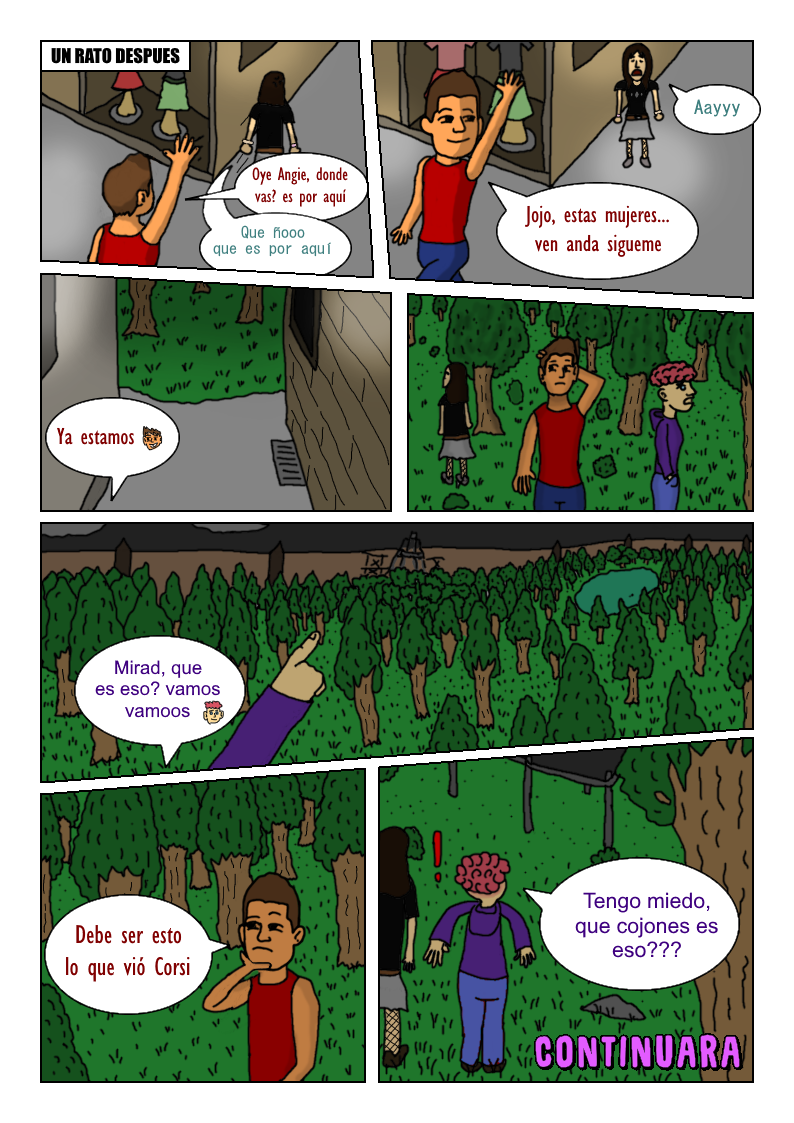 UN RATO DESPUES
Oye Angie, donde
vas? es por aquí
Que ñooo
que es por aquí
Aayyy
Jojo, estas mujeres...
ven anda sigueme
Ya estamos
Mirad, que
es eso? vamos
vamoos
Debe ser esto
lo que vió Corsi
!
Tengo miedo,
que cojones es
eso???
CONTINUARA